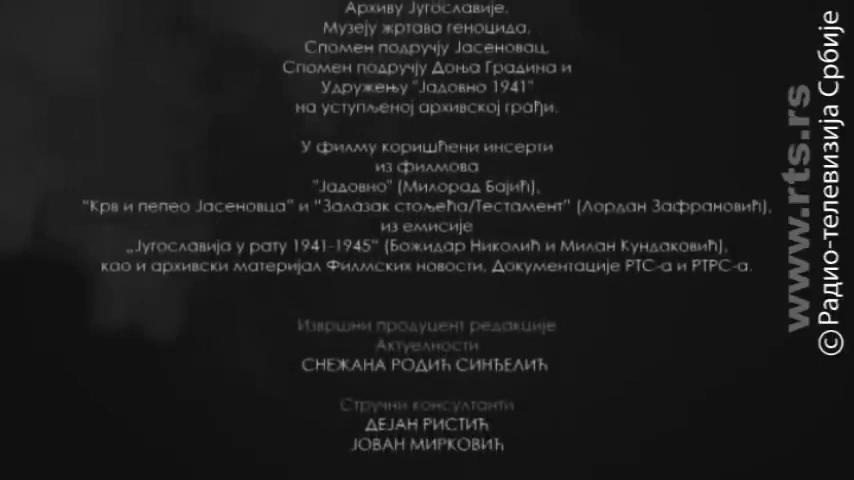 Архиву Југославије,
Музеју жртава геноцида,
Спомен подручју Јасеновац,
Спомен подручју Доња Градина и
Удружењу "Јадовно 1941"
на уступљеној архивској грађи.
У филму коришћени инсерти
из филмова
"Јадовно" (Милорад Бајић),
"Крв и пепео Јасеновца" и "Залазак стољећа/Тестамент" (Лордан Зафрановић),
из емисије
„Југославија у рату 1941-1945" (Божидар Николић и Милан Кундаковић),
као и архивски материјал Филмских новости, Документације РТС-а и РТРС-а.
Извршни продуцент редакције
Актуелности
СНЕЖАНА РОДИЋ СИНЂЕЛИЋ
Стручни консултанти
ДЕЈАН РИСТИЋ
ЈОВАН МИРКОВИЋ
www.rts.rs
© Радио-телевизија Србије